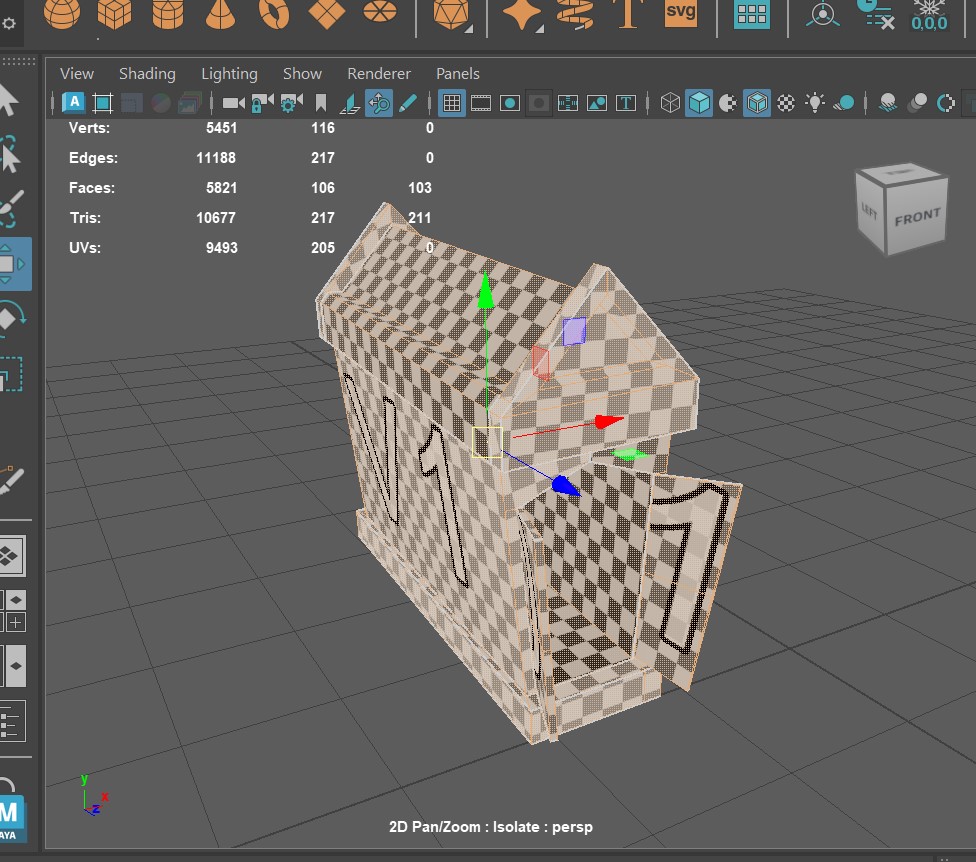 T
svg
0,0,0
View Shading Lighting Show Renderer Panels
A
T
Verts: 5451 116 0
Edges: 11188 217 0
Faces: 5821 106 103
Tris: 10677 217 211
UVs: 9493 205 0
LEFT FRONT
N 1
1
y
x
z
M
AYA
2D Pan/Zoom : Isolate : persp